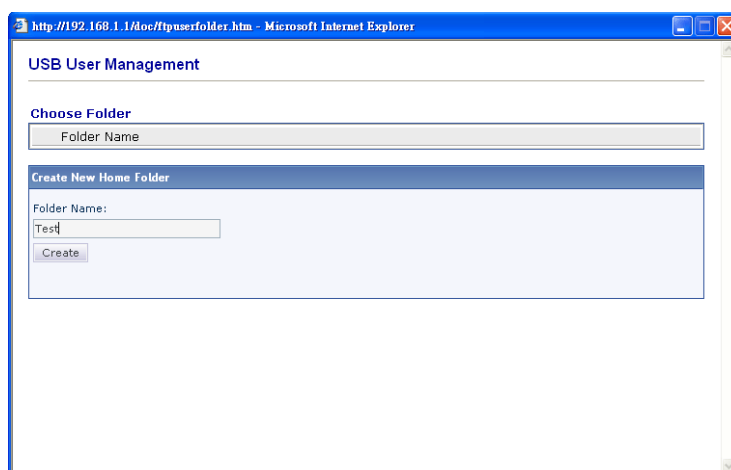 http://192.168.1.1/doc/ftpuserfolder.htm - Microsoft Internet Explorer
USB User Management
Choose Folder
Folder Name
Create New Home Folder
Folder Name:
Test
Create